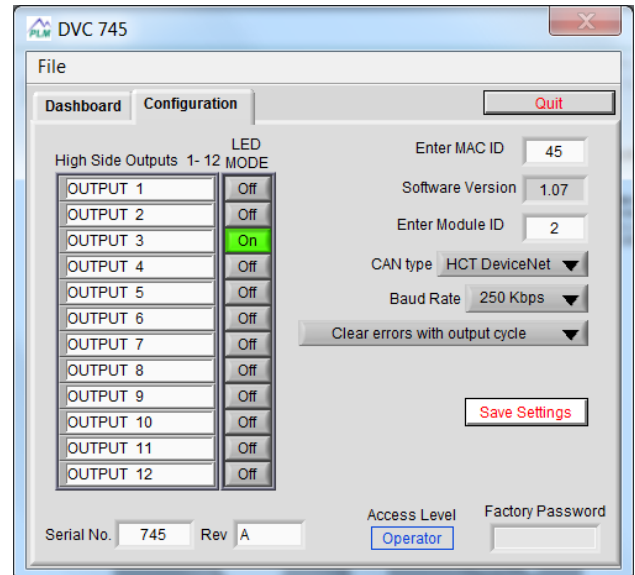 PLM DVC 745 X
File
Dashboard Configuration Quit
High Side Outputs 1- 12 LED MODE
OUTPUT 1 Off
OUTPUT 2 Off
OUTPUT 3 On
OUTPUT 4 Off
OUTPUT 5 Off
OUTPUT 6 Off
OUTPUT 7 Off
OUTPUT 8 Off
OUTPUT 9 Off
OUTPUT 10 Off
OUTPUT 11 Off
OUTPUT 12 Off
Enter MAC ID 45
Software Version 1.07
Enter Module ID 2
CAN type HCT DeviceNet
Baud Rate 250 Kbps
Clear errors with output cycle
Save Settings
Serial No. 745 Rev A
Access Level
Operator
Factory Password